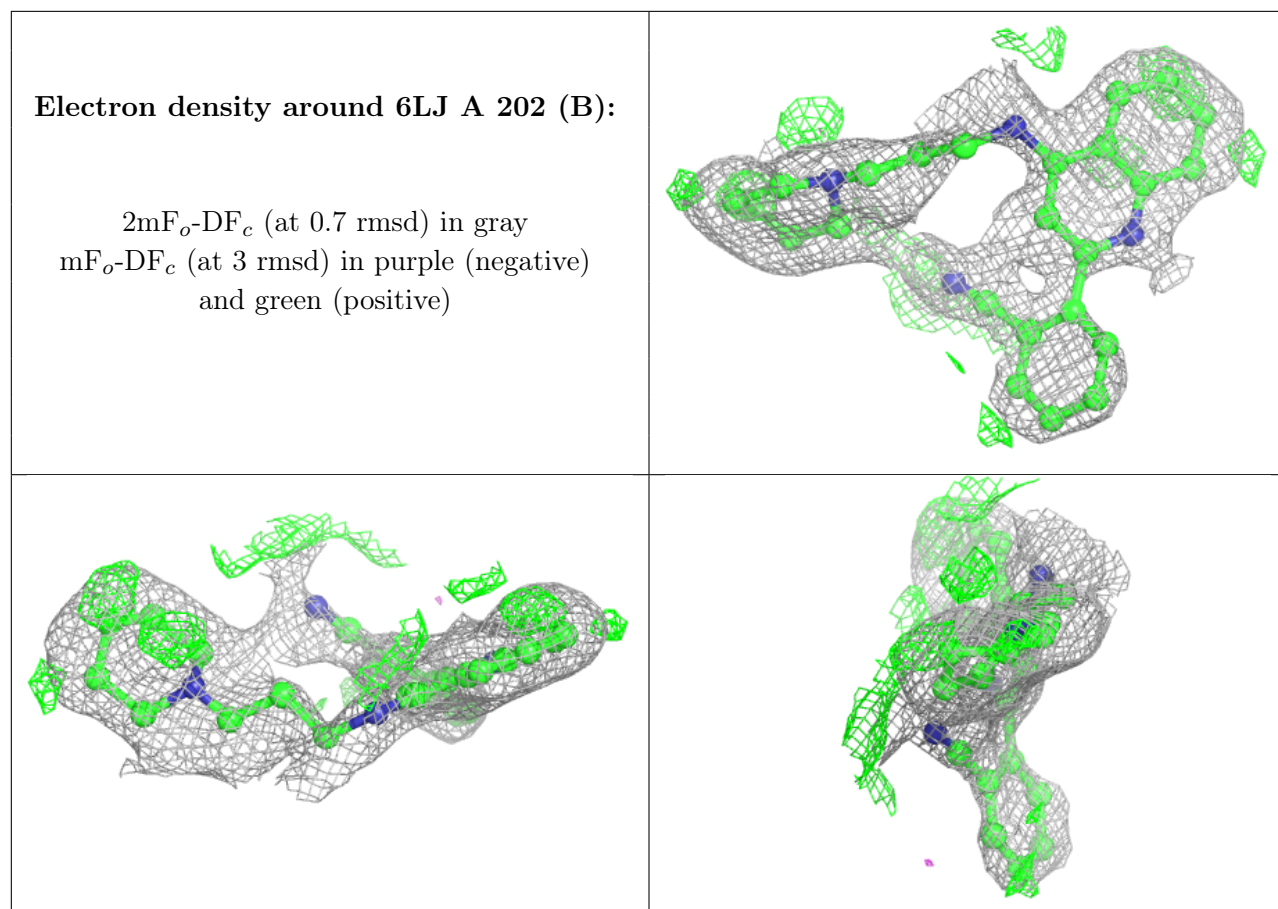 Electron density around 6LJ A 202 (B):
2mFo-DFc (at 0.7 rmsd) in gray
mFo-DFc (at 3 rmsd) in purple (negative)
and green (positive)